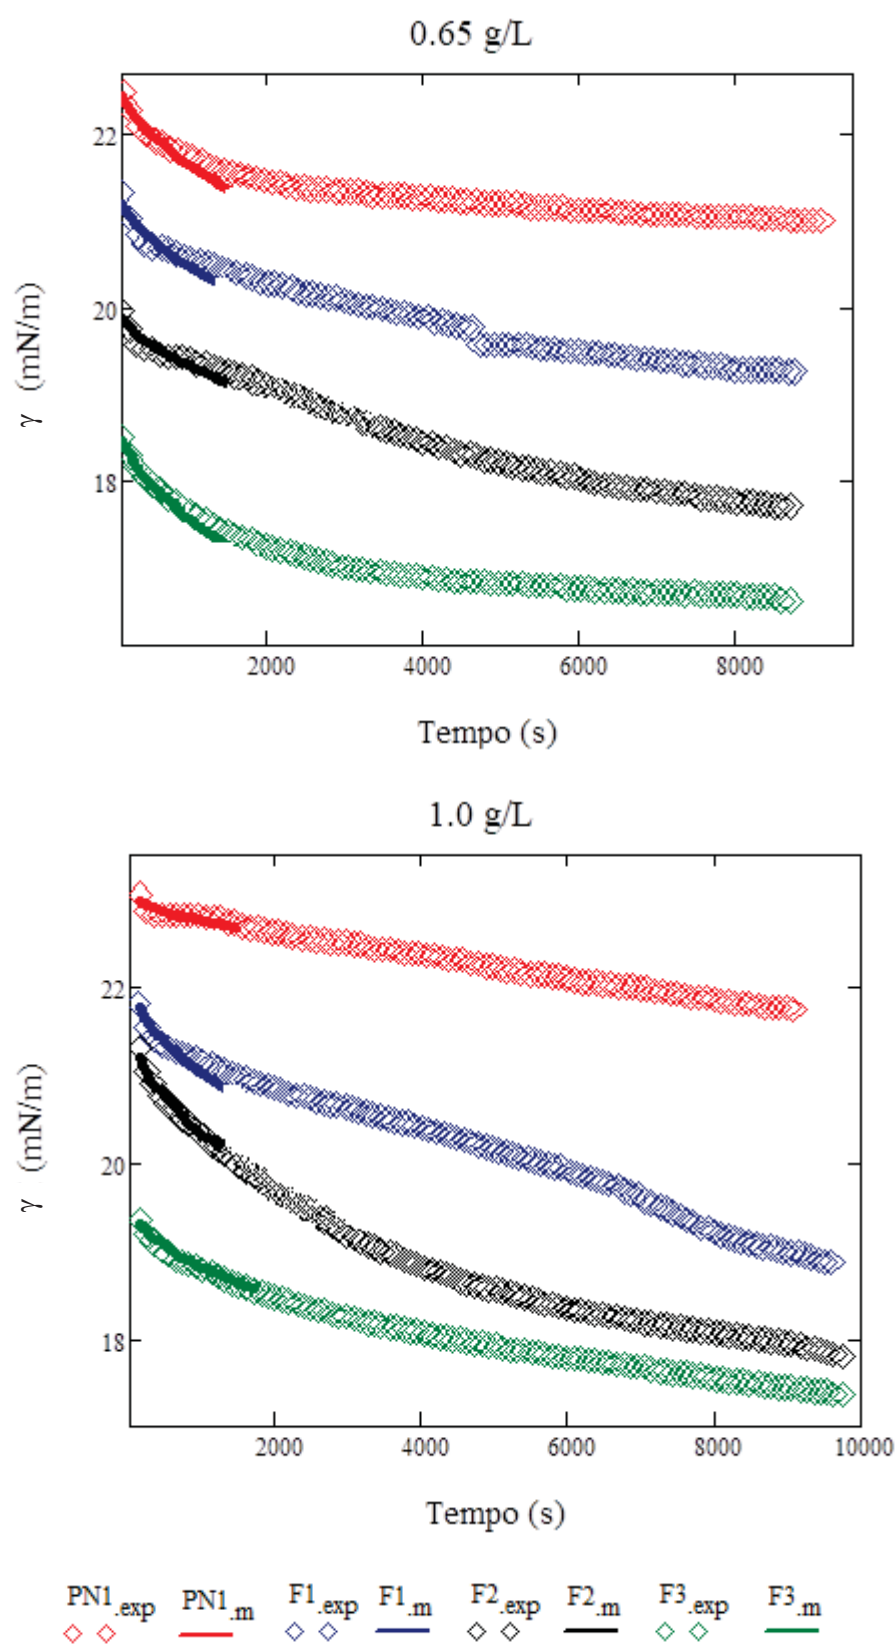 0.65 g/L
22
20
18
γ (mN/m)
2000 4000 6000 8000
Tempo (s)
1.0 g/L
22
20
18
γ (mN/m)
2000 4000 6000 8000 10000
Tempo (s)
PN1.exp PN1.m F1.exp F1.m F2.exp F2.m F3.exp F3.m